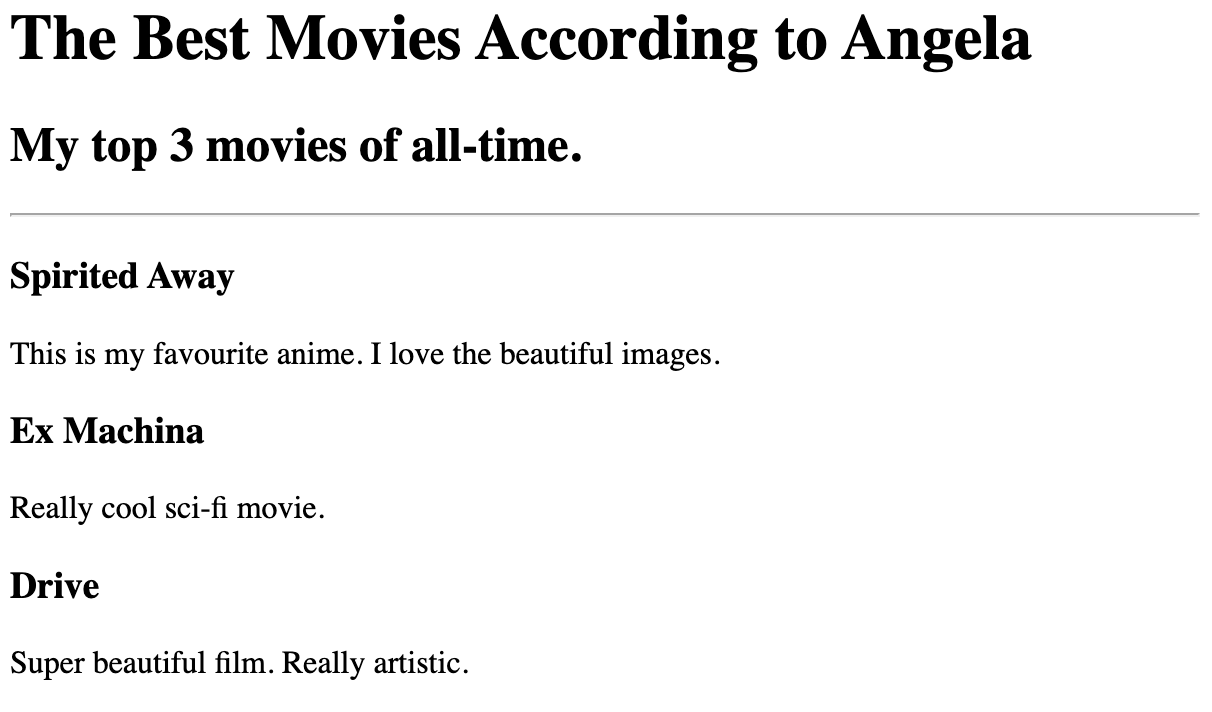 The Best Movies According to Angela
My top 3 movies of all-time.
Spirited Away
This is my favourite anime. I love the beautiful images.
Ex Machina
Really cool sci-fi movie.
Drive
Super beautiful film. Really artistic.